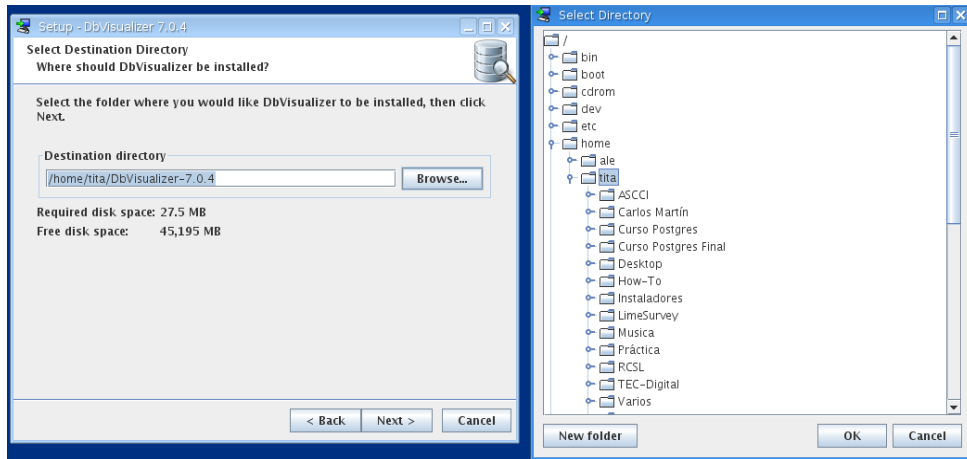 Setup - DbVisualizer 7.0.4
Select Destination Directory
Where should DbVisualizer be installed?
Select the folder where you would like DbVisualizer to be installed, then click
Next.
Destination directory
/home/tita/DbVisualizer-7.0.4
Browse...
Required disk space: 27.5 MB
Free disk space: 45,195 MB
< Back
Next >
Cancel
Select Directory
/
bin
boot
cdrom
dev
etc
home
ale
tita
ASCCI
Carlos Martín
Curso Postgres
Curso Postgres Final
Desktop
How-To
Instaladores
LimeSurvey
Musica
Práctica
RCSL
TEC-Digital
Varios
New folder
OK
Cancel